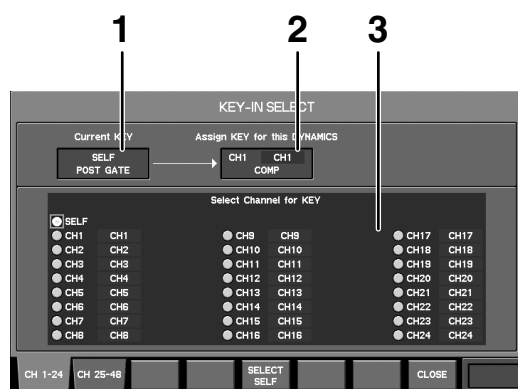 1 2 3
KEY-IN SELECT
Current KEY Assign KEY for this DYNAMICS
SELF CH1 CH1
POST GATE COMP
Select Channel for KEY
SELF
CH1 CH1 CH9 CH9 CH17 CH17
CH2 CH2 CH10 CH10 CH18 CH18
CH3 CH3 CH11 CH11 CH19 CH19
CH4 CH4 CH12 CH12 CH20 CH20
CH5 CH5 CH13 CH13 CH21 CH21
CH6 CH6 CH14 CH14 CH22 CH22
CH7 CH7 CH15 CH15 CH23 CH23
CH8 CH8 CH16 CH16 CH24 CH24
CH 1-24 CH 25-48 SELECT SELF CLOSE